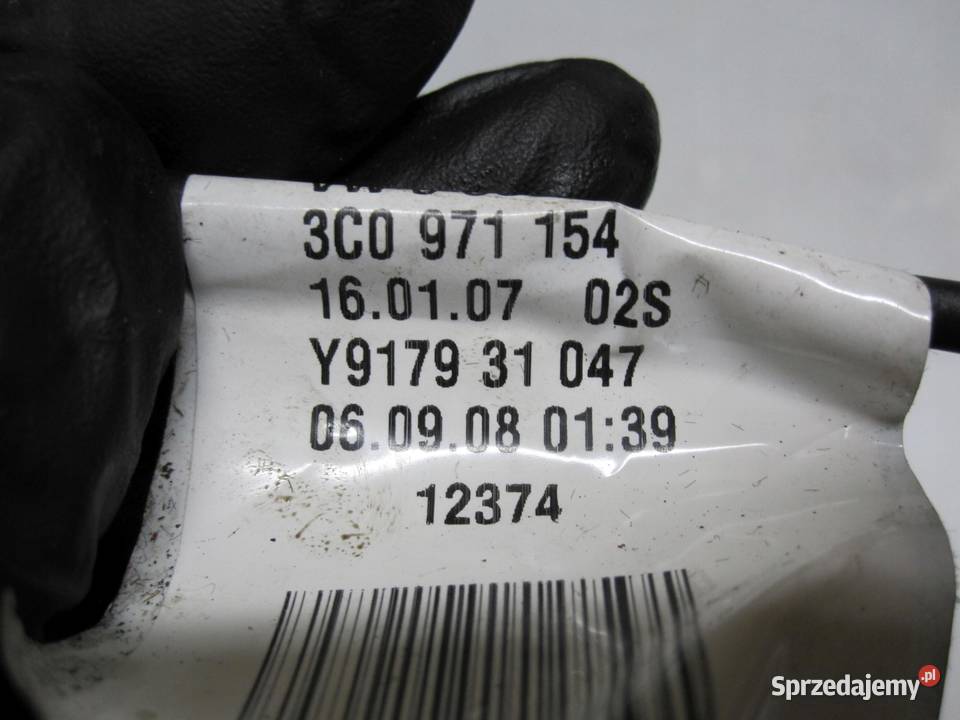 3C0 971 154
16.01.07 02S
Y9179 31 047
06.09.08 01:39
12374
Sprzedajemy.pl